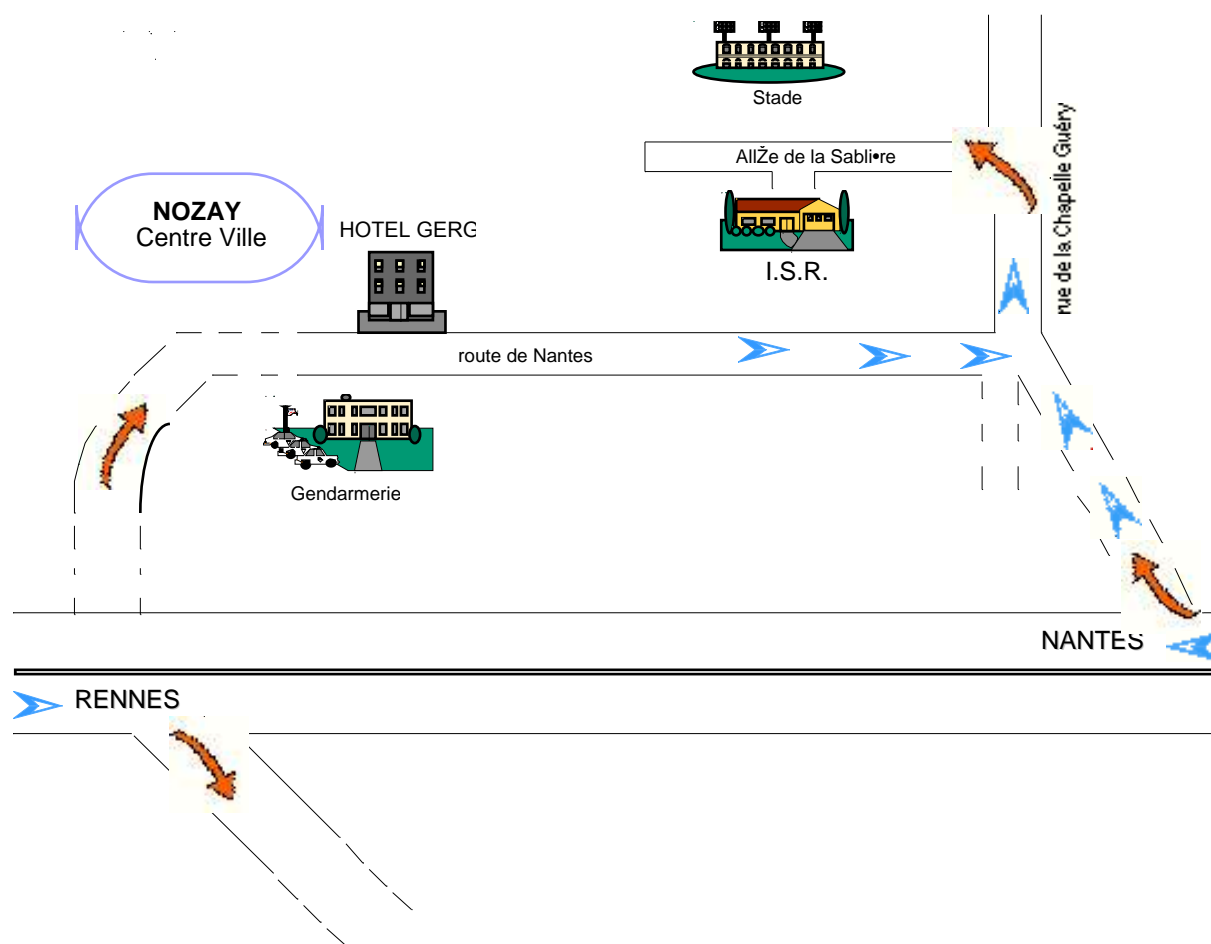 Stade
AllŽe de la Sabli•re
rue de la Chapelle Guéry
NOZAY
Centre Ville
HOTEL GERG
I.S.R.
route de Nantes
Gendarmerie
NANTES
RENNES